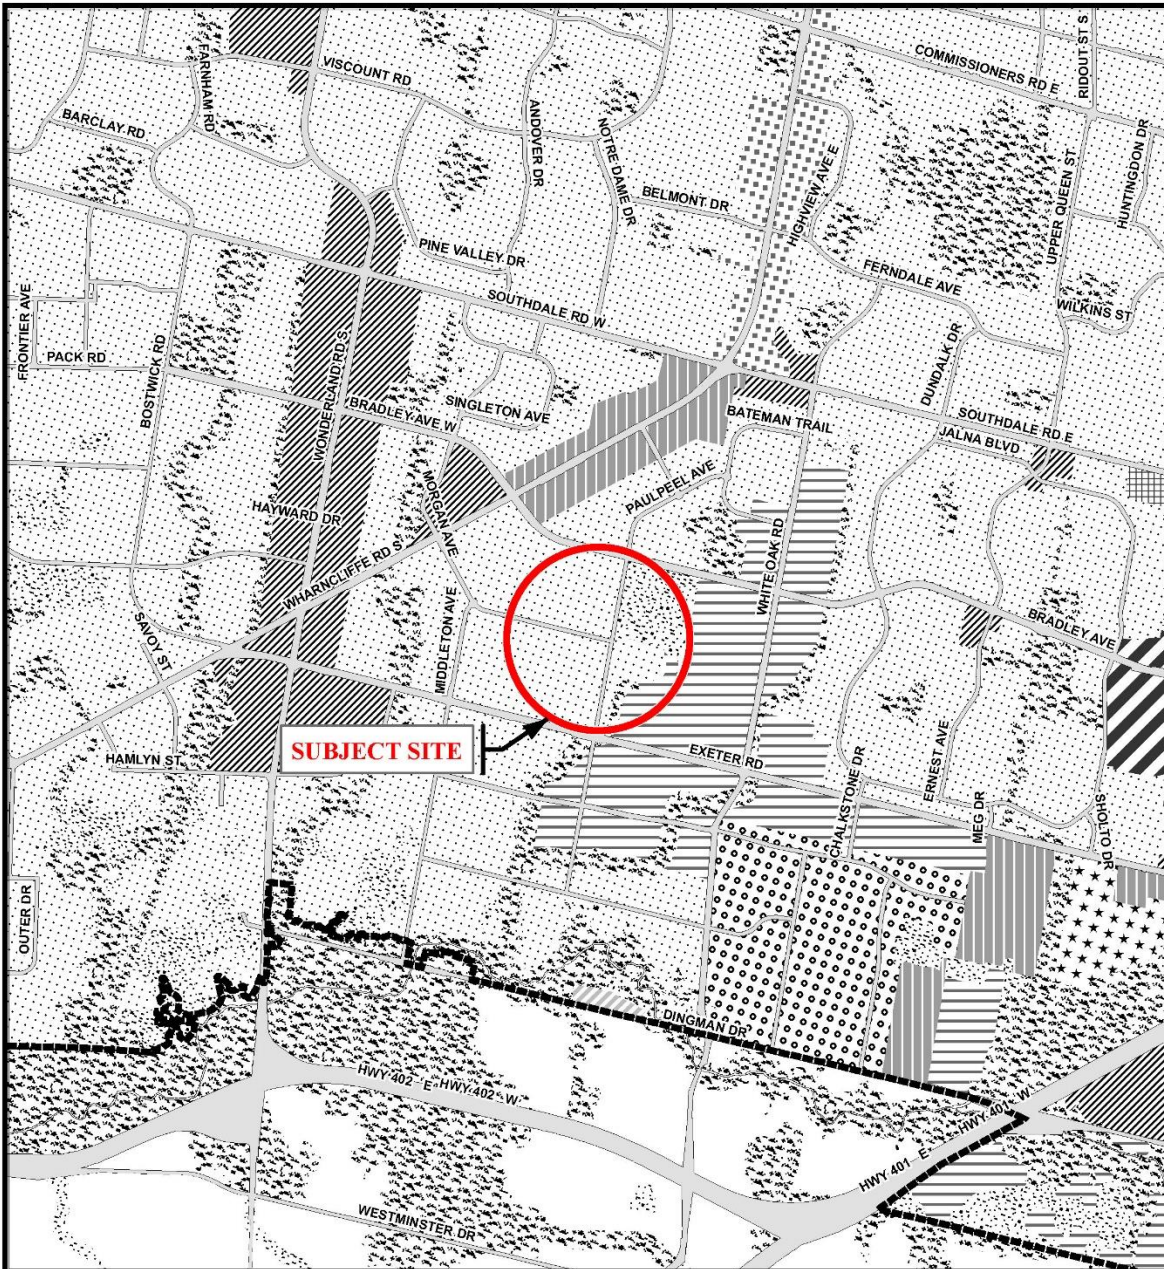 COMMISSIONERS RD E
RIDOUT ST S
FARNHAM RD
VISCOUNT RD
BARCLAY RD
ANDOVER DR
NOTRE DAME DR
HUNTINGDON DR
UPPER QUEEN ST
HIGHVIEW AVE E
BELMONT DR
PINE VALLEY DR
FERNDALE AVE
WILKINS ST
SOUTHDALE RD W
FRONTIER AVE
PACK RD
BOSTWICK RD
WONDERLAND RD S
DUNDALK DR
BRADLEY AVE W
SINGLETON AVE
BATEMAN TRAIL
SOUTHDALE RD E
JALNA BLVD
PAULPEEL AVE
MORGAN AVE
HAYWARD DR
WHITE OAK RD
WHARNCLIFFE RD S
SAVOY ST
MIDDLETON AVE
BRADLEY AVE
SUBJECT SITE
HAMLYN ST
EXETER RD
CHALKSTONE DR
ERNEST AVE
MEG DR
SHOLTO DR
OUTER DR
DINGMAN DR
HWY 402 E
HWY 402 W
HWY 401 W
HWY 401 E
WESTMINSTER DR